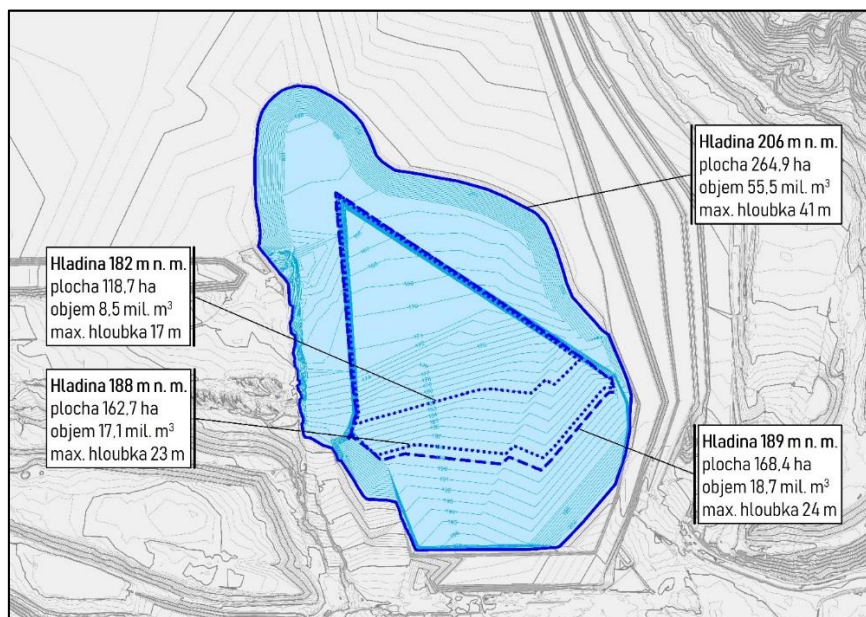 Hladina 206 m n. m.
plocha 264,9 ha
objem 55,5 mil. m³
max. hloubka 41 m
Hladina 182 m n. m.
plocha 118,7 ha
objem 8,5 mil. m³
max. hloubka 17 m
Hladina 188 m n. m.
plocha 162,7 ha
objem 17,1 mil. m³
max. hloubka 23 m
Hladina 189 m n. m.
plocha 168,4 ha
objem 18,7 mil. m³
max. hloubka 24 m